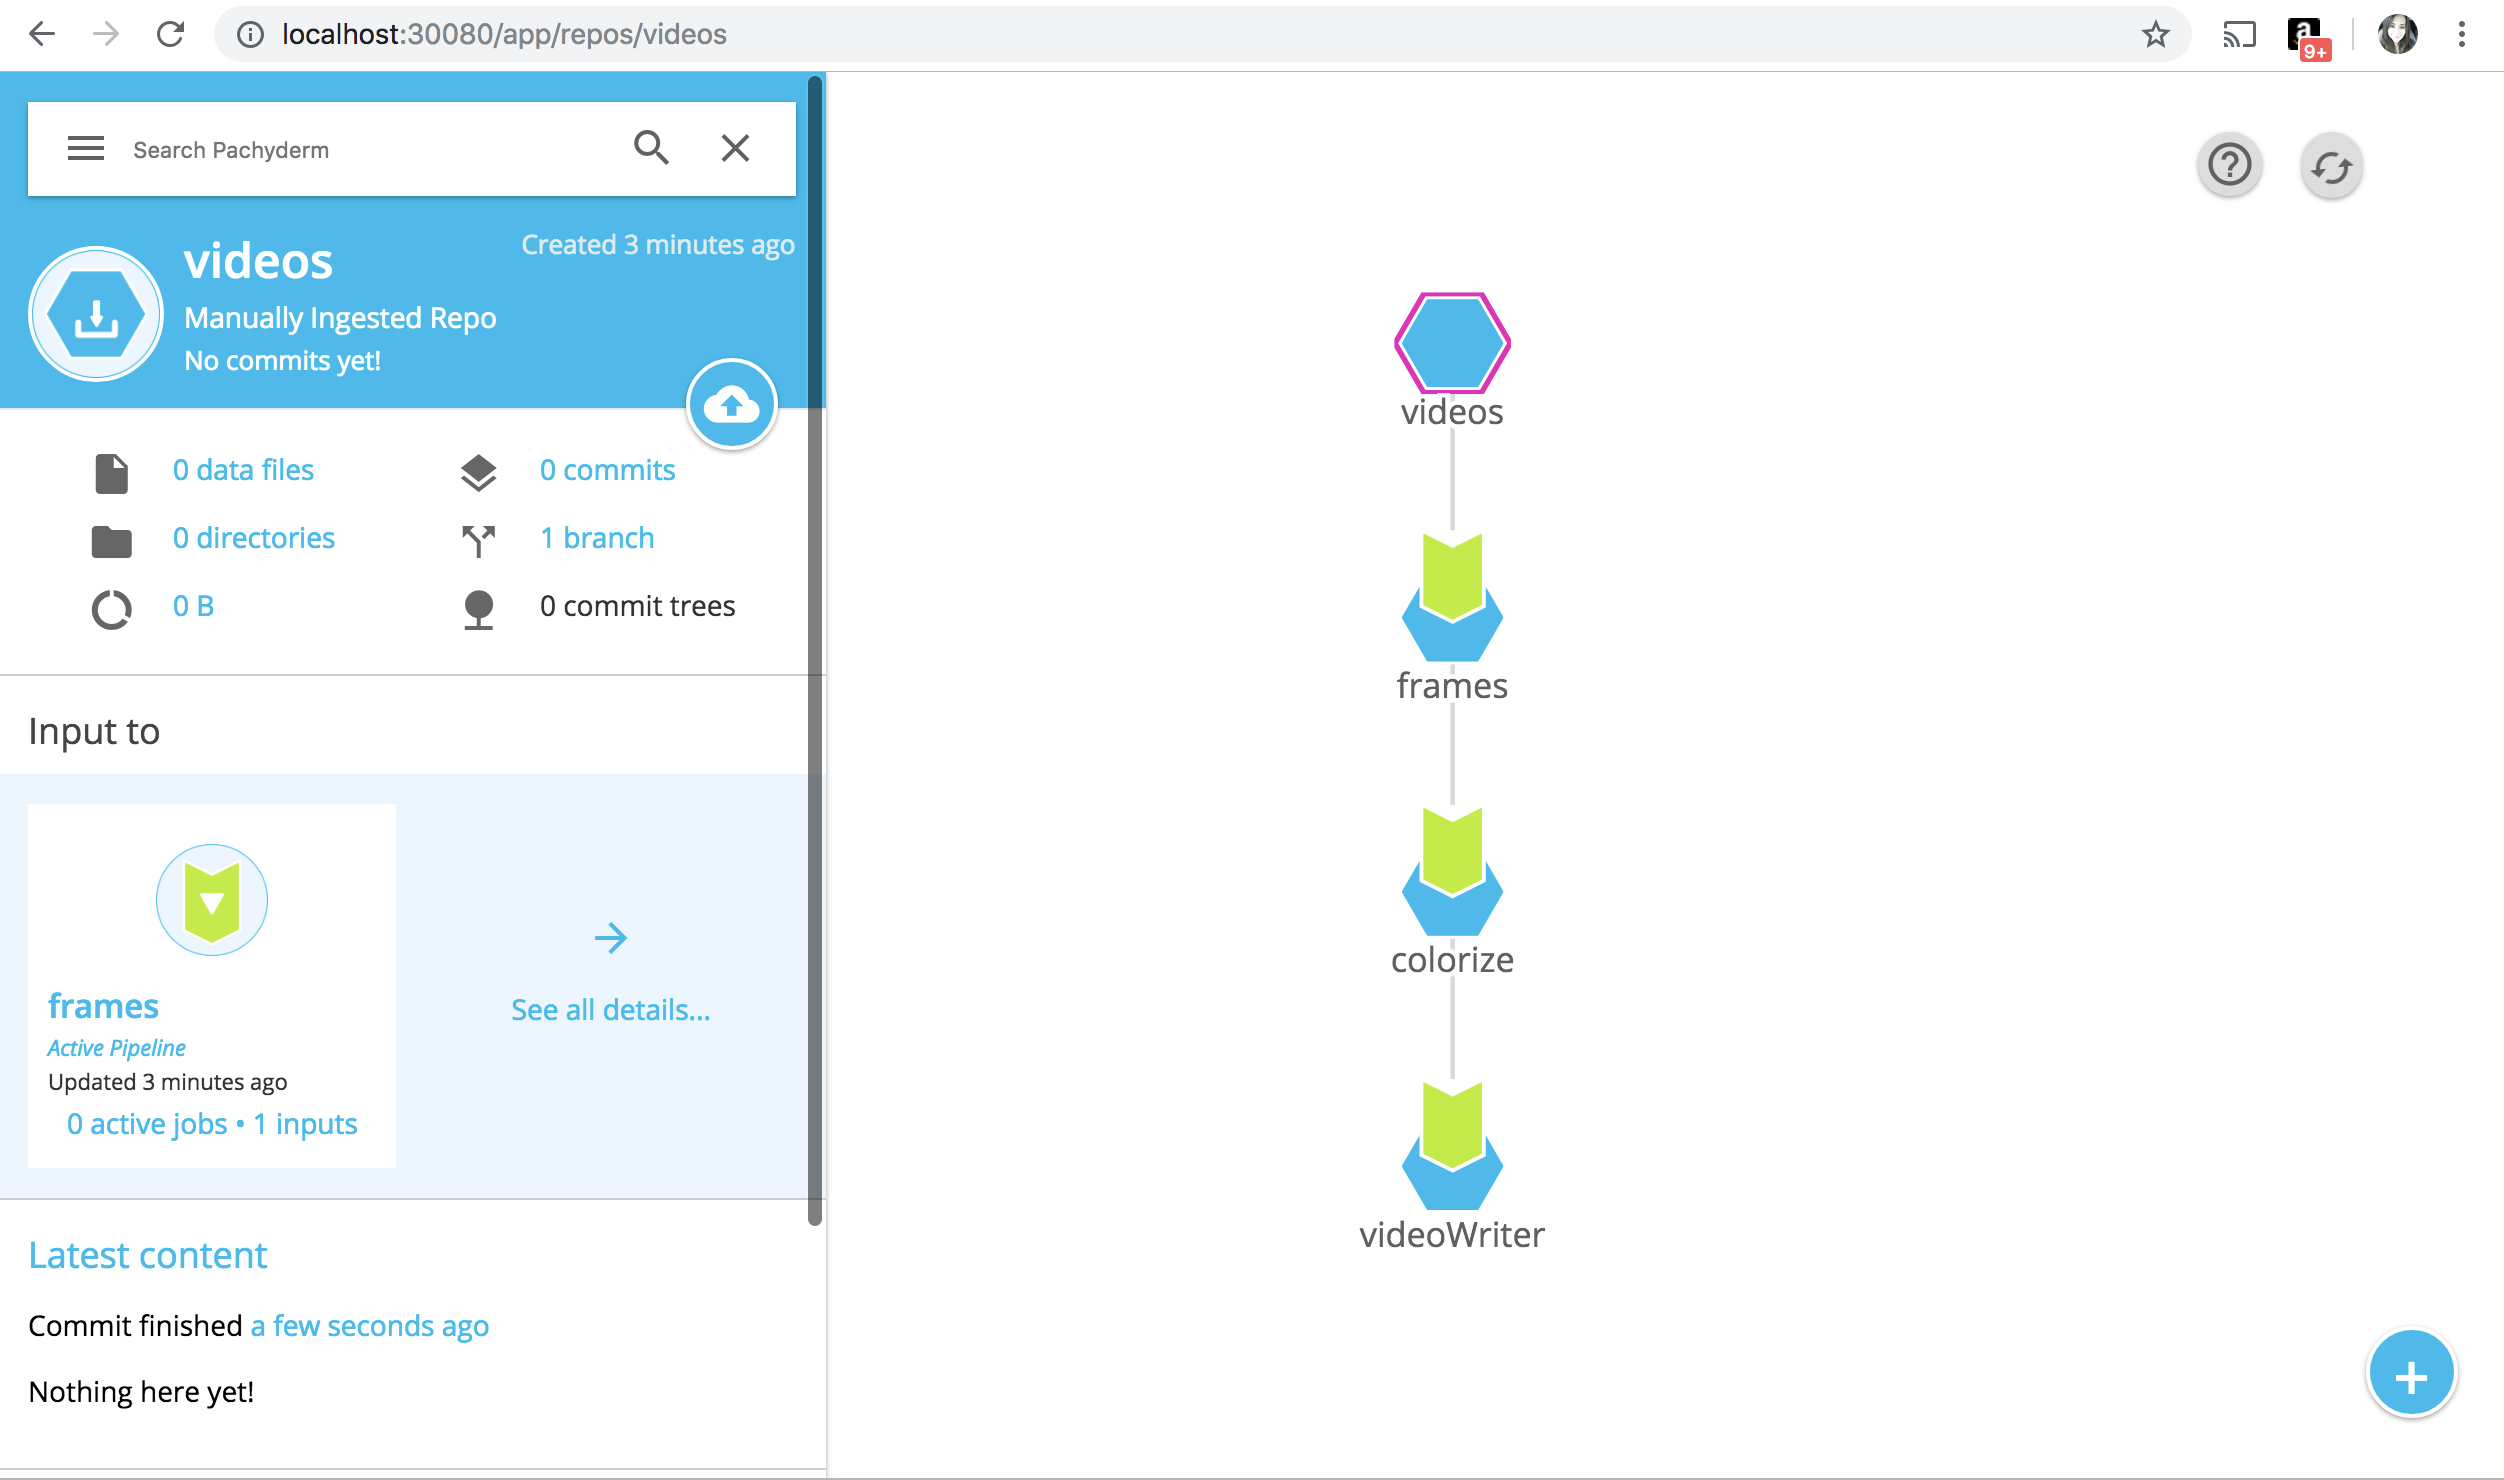 localhost:30080/app/repos/videos
a
9+
Search Pachyderm
videos
Created 3 minutes ago
Manually Ingested Repo
No commits yet!
0 data files
0 commits
0 directories
1 branch
0 B
0 commit trees
Input to
frames
Active Pipeline
Updated 3 minutes ago
0 active jobs • 1 inputs
See all details...
Latest content
Commit finished a few seconds ago
Nothing here yet!
videos
frames
colorize
videoWriter